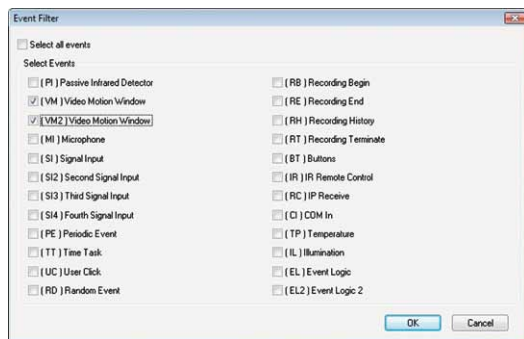 Event Filter
Select all events
Select Events
( PI ) Passive Infrared Detector
( VM ) Video Motion Window
( VM2 ) Video Motion Window
( MI ) Microphone
( SI ) Signal Input
( SI2 ) Second Signal Input
( SI3 ) Third Signal Input
( SI4 ) Fourth Signal Input
( PE ) Periodic Event
( TT ) Time Task
( UC ) User Click
( RD ) Random Event
( RB ) Recording Begin
( RE ) Recording End
( RH ) Recording History
( RT ) Recording Terminate
( BT ) Buttons
( IR ) IR Remote Control
( RC ) IP Receive
( CI ) COM In
( TP ) Temperature
( IL ) Illumination
( EL ) Event Logic
( EL2 ) Event Logic 2
OK
Cancel